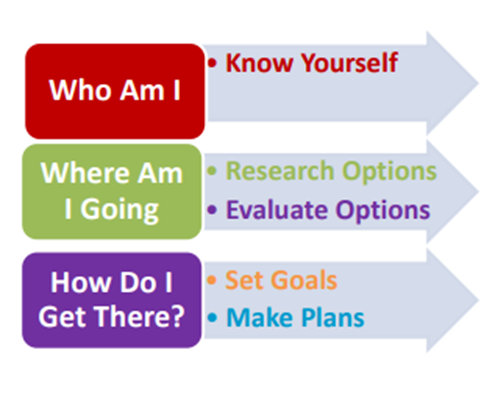 Who Am I
• Know Yourself
Where Am
I Going
• Research Options
• Evaluate Options
How Do I
Get There?
• Set Goals
• Make Plans